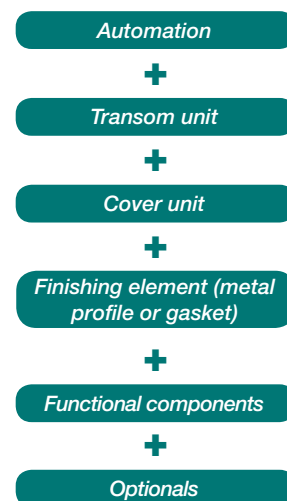 Automation
+
Transom unit
+
Cover unit
+
Finishing element (metal
profile or gasket)
+
Functional components
+
Optionals